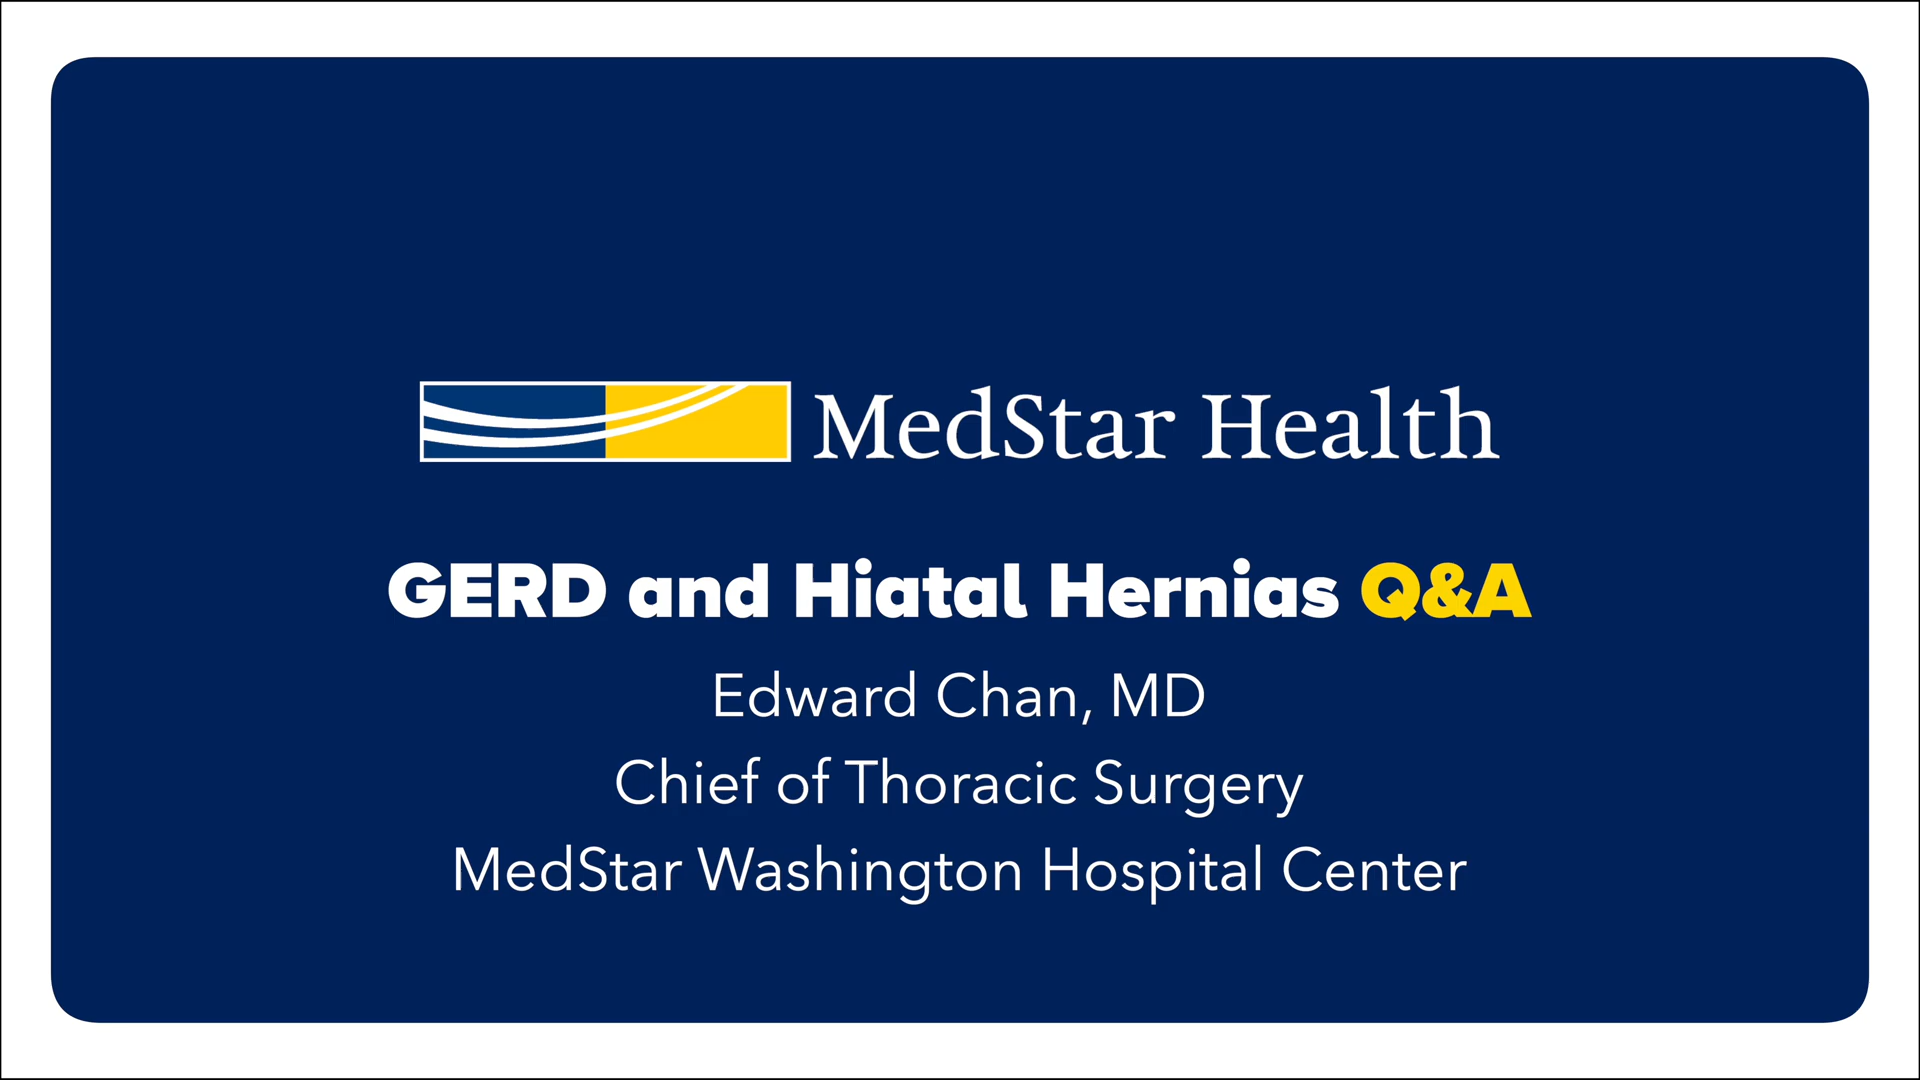 MedStar Health
GERD and Hiatal Hernias Q&A
Edward Chan, MD
Chief of Thoracic Surgery
MedStar Washington Hospital Center